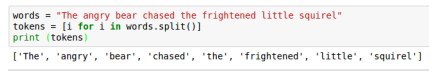 words = "The angry bear chased the frightened little squirel"
tokens = [i for i in words.split()]
print (tokens)
['The', 'angry', 'bear', 'chased', 'the', 'frightened', 'little', 'squirel']